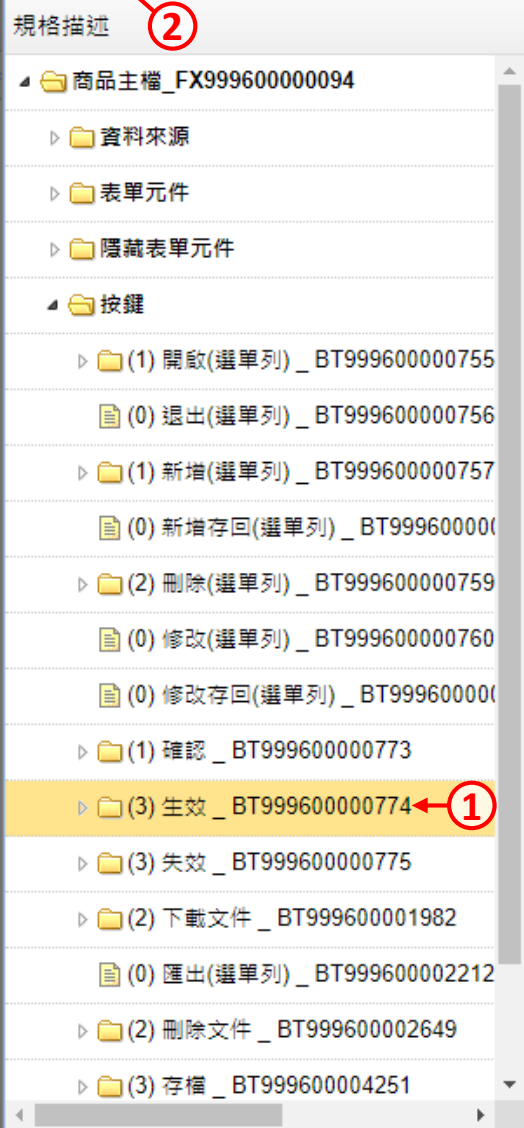 規格描述
2
商品主檔_FX999600000094
資料來源
表單元件
隱藏表單元件
按鍵
(1) 開啟(選單列) _ BT999600000755
(0) 退出(選單列) _ BT999600000756
(1) 新增(選單列) _ BT999600000757
(0) 新增存回(選單列) _ BT99960000
(2) 刪除(選單列) _ BT999600000759
(0) 修改(選單列) _ BT999600000760
(0) 修改存回(選單列) _ BT99960000
(1) 確認 _ BT999600000773
(3) 生效 _ BT999600000774 1
(3) 失效 _ BT999600000775
(2) 下載文件 _ BT999600001982
(0) 匯出(選單列) _ BT999600002212
(2) 刪除文件 _ BT999600002649
(3) 存檔 _ BT999600004251